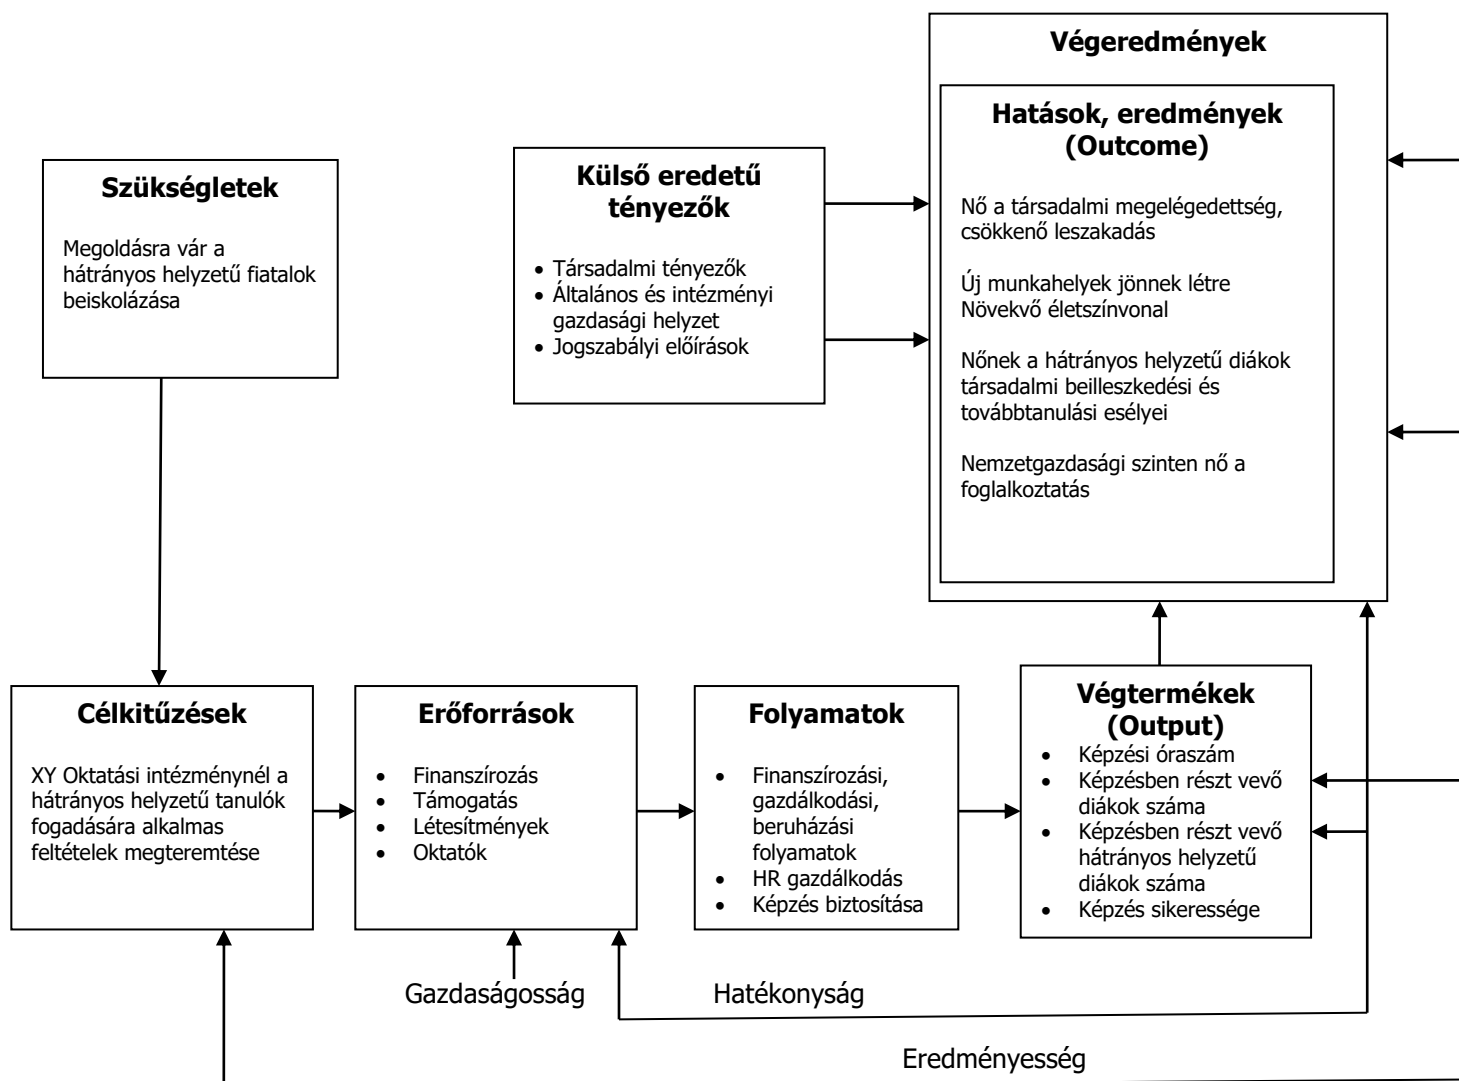 Végeredmények
Hatások, eredmények
(Outcome)
Nő a társadalmi megelégedettség,
csökkenő leszakadás
Új munkahelyek jönnek létre
Növekvő életszínvonal
Nőnek a hátrányos helyzetű diákok
társadalmi beilleszkedési és
továbbtanulási esélyei
Nemzetgazdasági szinten nő a
foglalkoztatás
Szükségletek
Megoldásra vár a
hátrányos helyzetű fiatalok
beiskolázása
Külső eredetű
tényezők
• Társadalmi tényezők
• Általános és intézményi
gazdasági helyzet
• Jogszabályi előírások
Célkitűzések
XY Oktatási intézménynél a
hátrányos helyzetű tanulók
fogadására alkalmas
feltételek megteremtése
Erőforrások
• Finanszírozás
• Támogatás
• Létesítmények
• Oktatók
Folyamatok
• Finanszírozási,
gazdálkodási,
beruházási
folyamatok
• HR gazdálkodás
• Képzés biztosítása
Végtermékek
(Output)
• Képzési óraszám
• Képzésben részt vevő
diákok száma
• Képzésben részt vevő
hátrányos helyzetű
diákok száma
• Képzés sikeressége
Gazdaságosság
Hatékonyság
Eredményesség